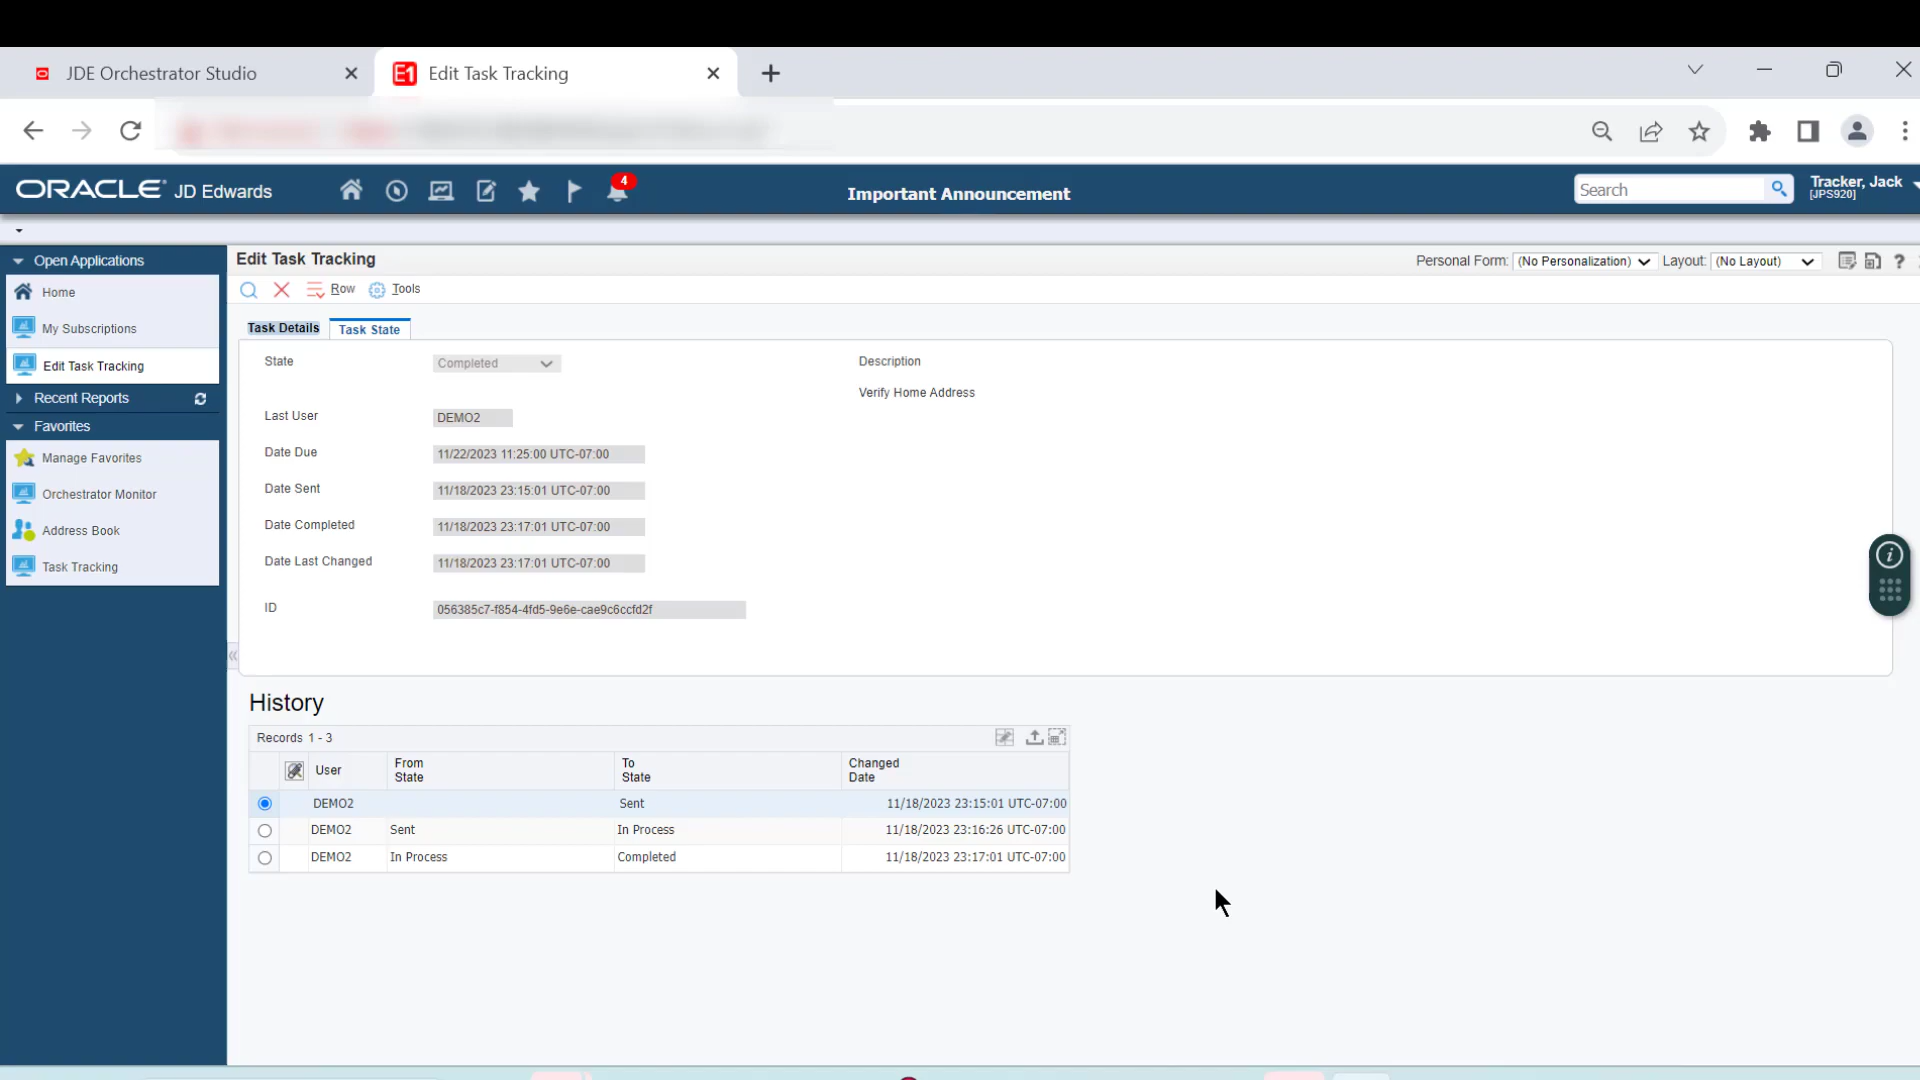 JDE Orchestrator Studio
E1 Edit Task Tracking
ORACLE JD Edwards
4
Important Announcement
Search
Tracker, Jack
[JPS920]
Open Applications
Home
My Subscriptions
Edit Task Tracking
Recent Reports
Favorites
Manage Favorites
Orchestrator Monitor
Address Book
Task Tracking
Edit Task Tracking
Personal Form: (No Personalization) Layout: (No Layout) ?
Row Tools
Task Details Task State
State Completed Description
Verify Home Address
Last User DEMO2
Date Due 11/22/2023 11:25:00 UTC-07:00
Date Sent 11/18/2023 23:15:01 UTC-07:00
Date Completed 11/18/2023 23:17:01 UTC-07:00
Date Last Changed 11/18/2023 23:17:01 UTC-07:00
ID 056385c7-f854-4fd5-9e6e-cae9c6ccfd2f
History
Records 1 - 3
User From State To State Changed Date
DEMO2 Sent 11/18/2023 23:15:01 UTC-07:00
DEMO2 Sent In Process 11/18/2023 23:16:26 UTC-07:00
DEMO2 In Process Completed 11/18/2023 23:17:01 UTC-07:00